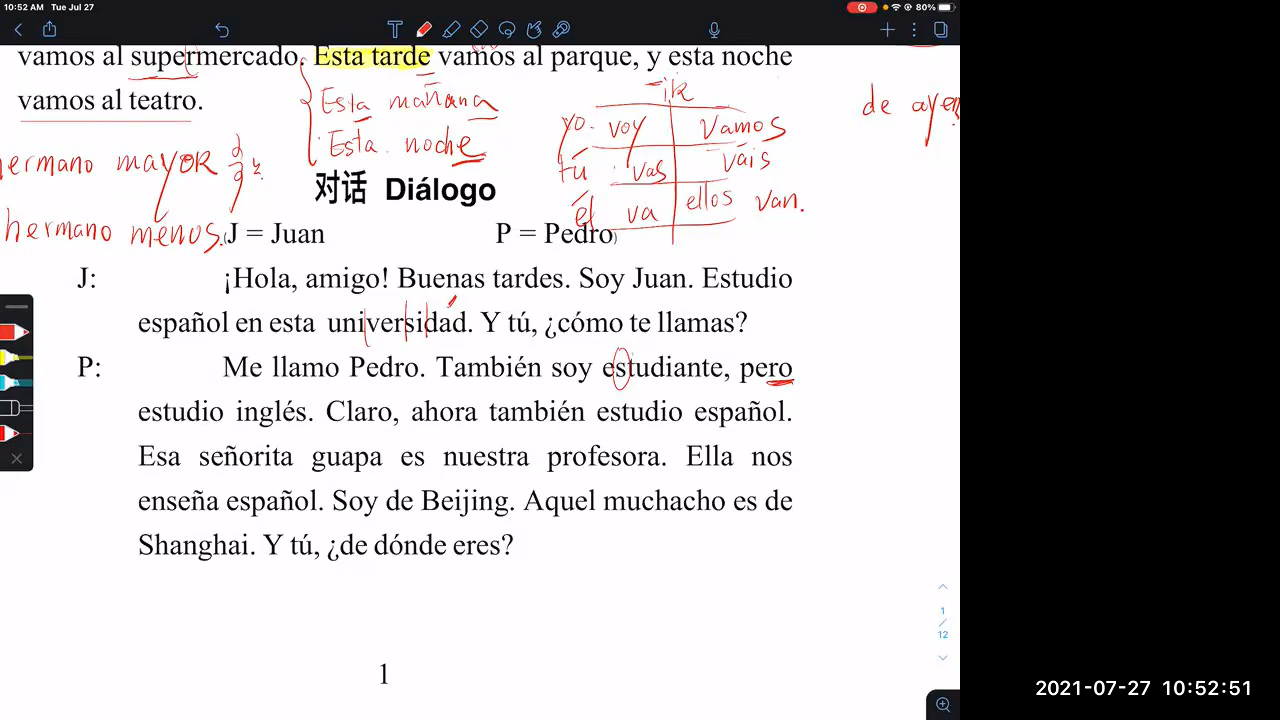 10:52 AM Tue Jul 27
80%
vamos al supermercado. Esta tarde vamos al parque, y esta noche
vamos al teatro.
Esta mañana
Esta noche
-ir
yo. voy vamos
tú vas vais
él va ellos van.
de ayer
hermano mayor
hermano menos.
对话 Diálogo
(J = Juan P = Pedro)
J: ¡Hola, amigo! Buenas tardes. Soy Juan. Estudio
español en esta universidad. Y tú, ¿cómo te llamas?
P: Me llamo Pedro. También soy estudiante, pero
estudio inglés. Claro, ahora también estudio español.
Esa señorita guapa es nuestra profesora. Ella nos
enseña español. Soy de Beijing. Aquel muchacho es de
Shanghai. Y tú, ¿de dónde eres?
1
1
/
12
2021-07-27 10:52:51